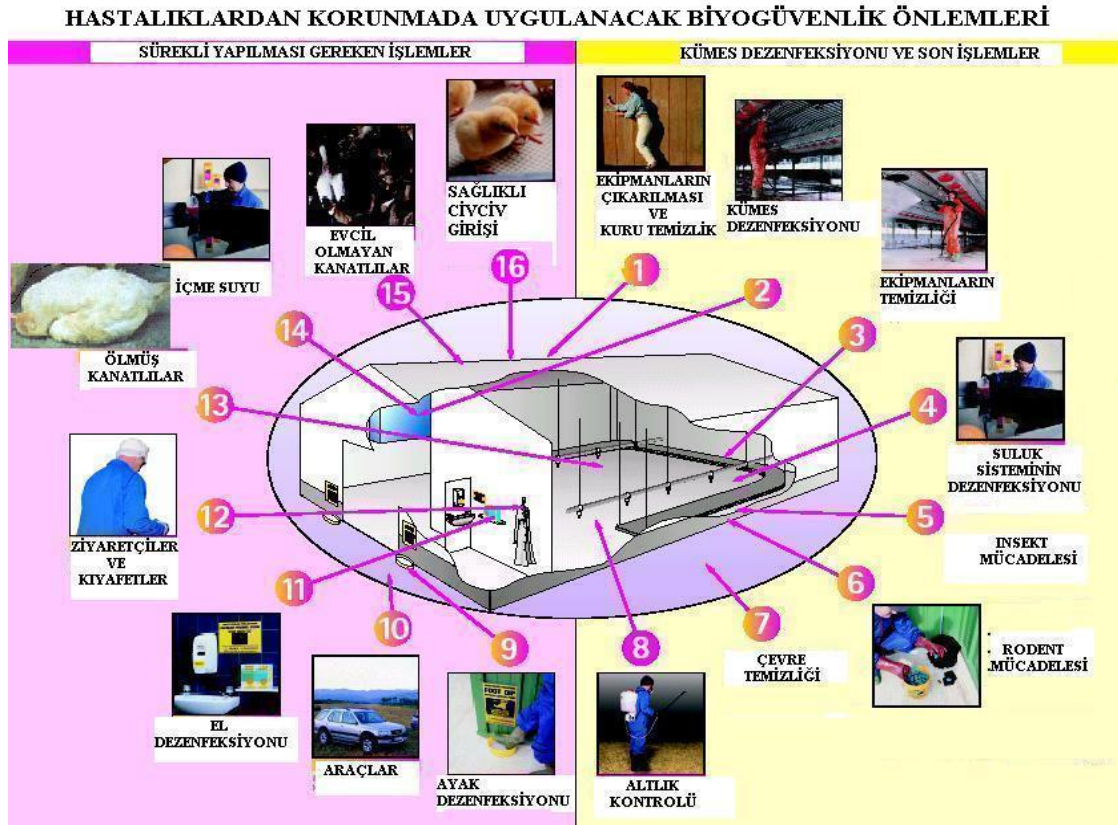 HASTALIKLARDAN KORUNMADA UYGULANACAK BİYOGÜVENLİK ÖNLEMLERİ
SÜREKLİ YAPILMASI GEREKEN İŞLEMLER
KÜMES DEZENFEKSİYONU VE SON İŞLEMLER
SAĞLIKLI
CİVCİV
GİRİŞİ
EVCİL
OLMAYAN
KANATLILAR
İÇME SUYU
ÖLMÜŞ
KANATLILAR
ZİYARETÇİLER
VE
KIYAFETLER
EL
DEZENFEKSİYONU
ARAÇLAR
FOOT DIP
AYAK
DEZENFEKSİYONU
EKİPMANLARIN
ÇIKARILMASI
VE
KURU TEMİZLİK
KÜMES
DEZENFEKSİYONU
EKİPMANLARIN
TEMİZLİĞİ
SULUK
SİSTEMİNİN
DEZENFEKSİYONU
INSEKT
MÜCADELESİ
RODENT
MÜCADELESİ
ÇEVRE
TEMİZLİĞİ
ALTLIK
KONTROLÜ
1
2
3
4
5
6
7
8
9
10
11
12
13
14
15
16